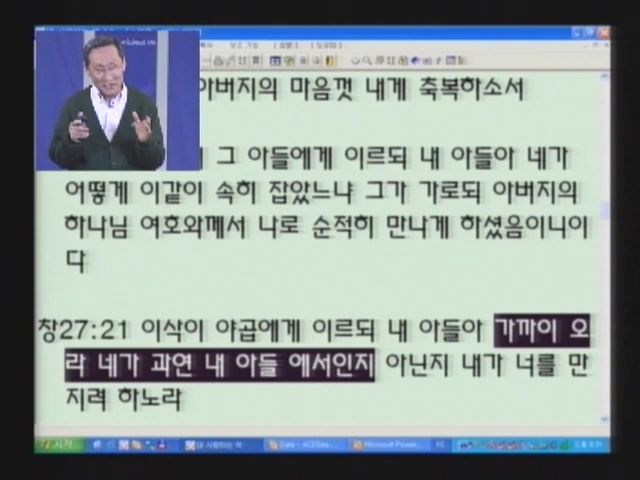 아버지의 마음껏 내게 축복하소서
그 아들에게 이르되 내 아들아 네가
어떻게 이같이 속히 잡았느냐 그가 가로되 아버지의
하나님 여호와께서 나로 순적히 만나게 하셨음이니이
다
창27:21 이삭이 야곱에게 이르되 내 아들아 가까이 오
라 네가 과연 내 아들 에서인지 아닌지 내가 너를 만
지려 하노라
시작